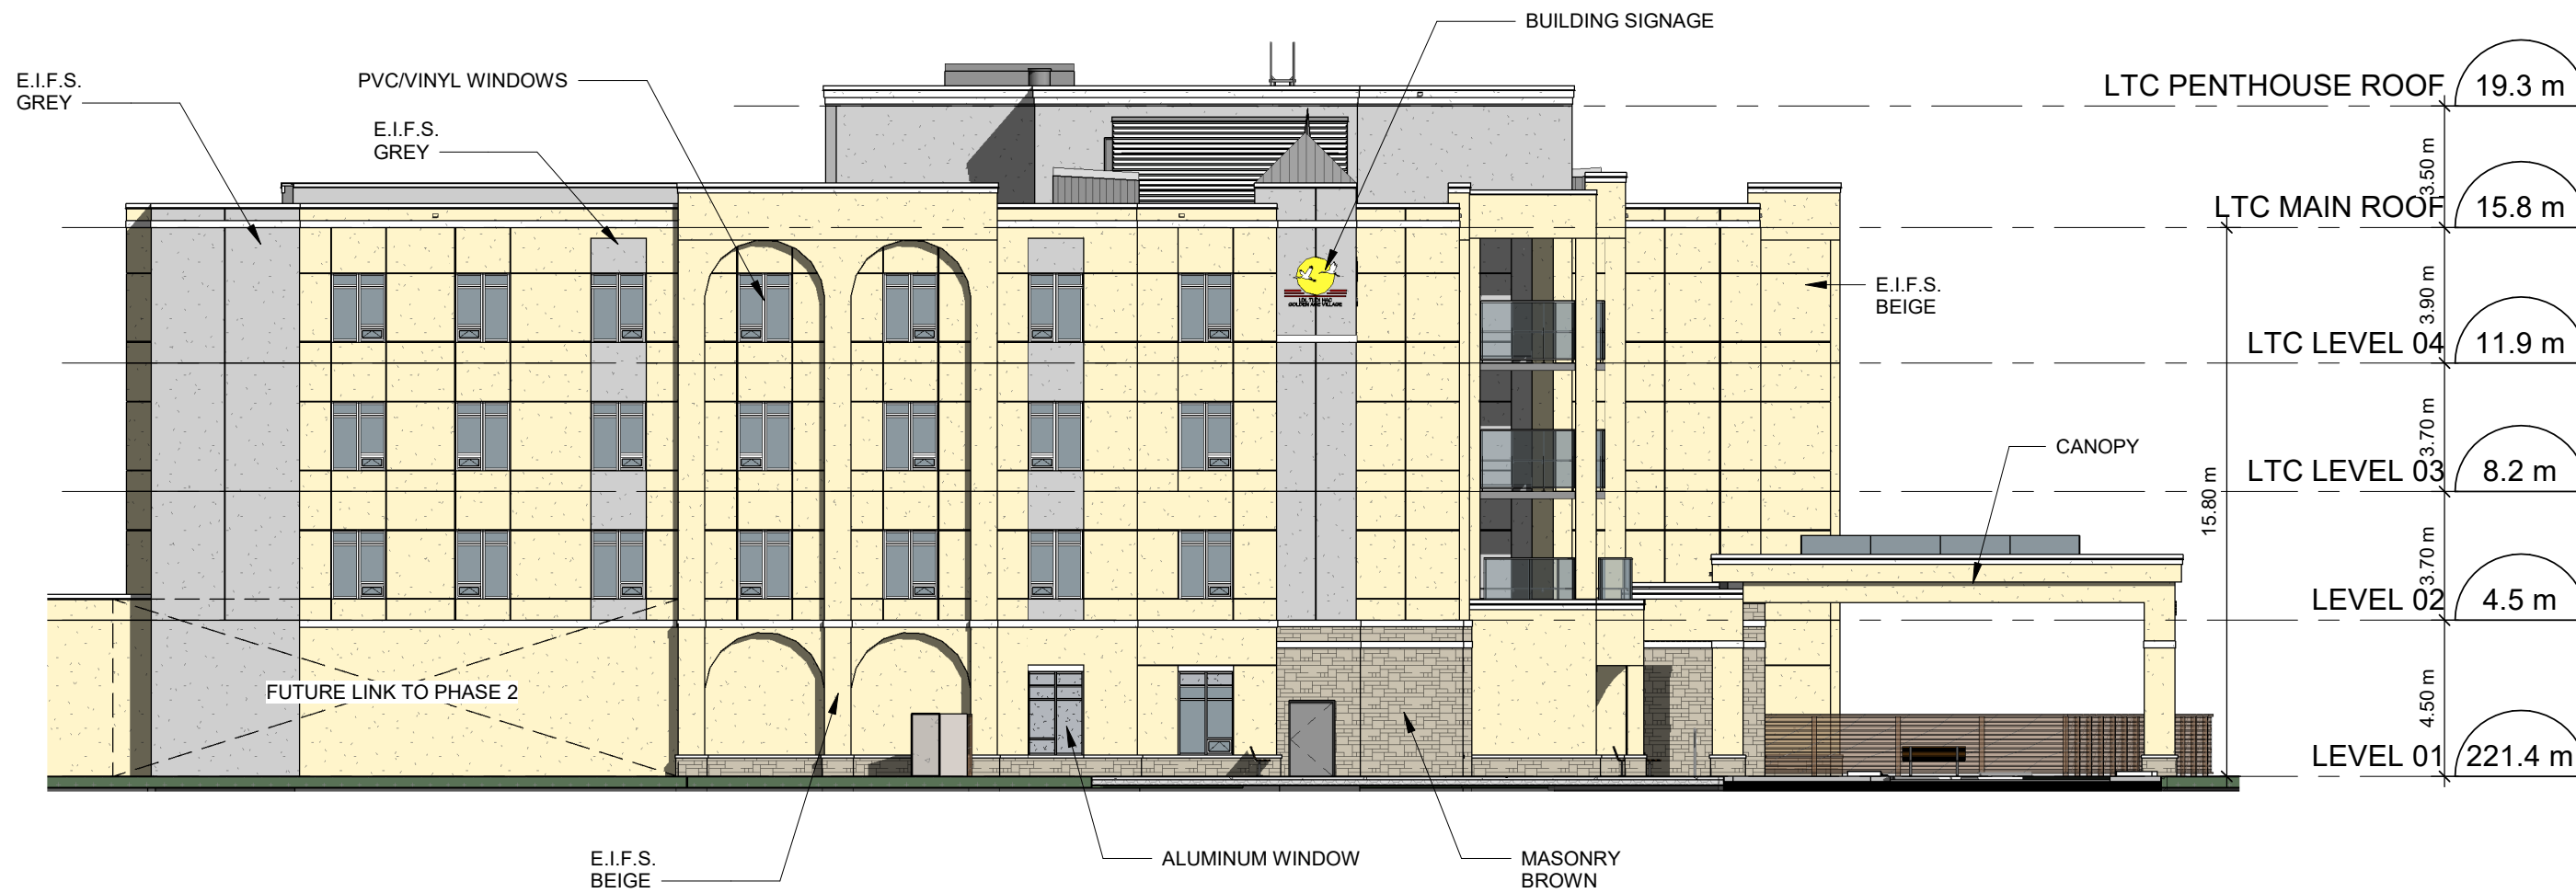 BUILDING SIGNAGE
E.I.F.S.
GREY
PVC/VINYL WINDOWS
E.I.F.S.
GREY
LTC PENTHOUSE ROOF 19.3 m
3.50 m
LTC MAIN ROOF 15.8 m
3.90 m
E.I.F.S.
BEIGE
GOLDEN AGE VILLAGE
LTC LEVEL 04 11.9 m
3.70 m
CANOPY
LTC LEVEL 03 8.2 m
15.80 m
3.70 m
LEVEL 02 4.5 m
FUTURE LINK TO PHASE 2
4.50 m
LEVEL 01 221.4 m
E.I.F.S.
BEIGE
ALUMINUM WINDOW
MASONRY
BROWN